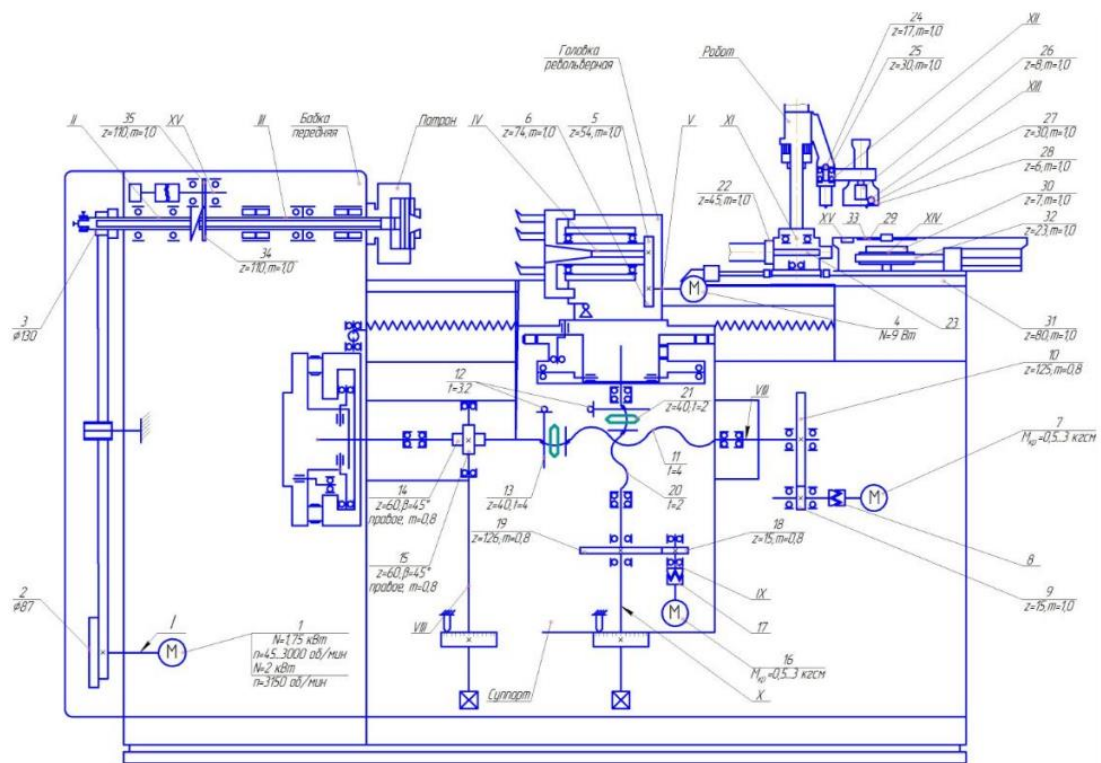 24
z=17, m=1,0
XII
25
z=30, m=1,0
26
z=8, m=1,0
XIII
Головка
револьверная
Робот
27
z=30, m=1,0
28
z=6, m=1,0
35
z=110, m=1,0
II
XV
III
Бабка
передняя
Патрон
IV
6
z=74, m=1,0
5
z=54, m=1,0
V
XI
22
z=45, m=1,0
XV
33
29
XIV
30
z=7, m=1,0
32
z=23, m=1,0
34
z=110, m=1,0
3
ϕ130
М
4
N=9 Вт
23
31
z=80, m=1,0
10
z=125, m=0,8
12
t=3.2
21
z=40, t=2
VIII
7
Мкр=0,5...3 кгсм
М
11
t=4
14
z=60, β=45°
правое, m=0,8
13
z=40, t=4
20
t=2
19
z=126, m=0,8
18
z=15, m=0,8
8
15
z=60, β=45°
правое, m=0,8
IX
9
z=15, m=1,0
2
ϕ87
I
М
1
N=1,75 кВт
n=45...3000 об/мин
N=2 кВт
n=3150 об/мин
VIII
М
17
16
Мкр=0,5...3 кгсм
Суппорт
X